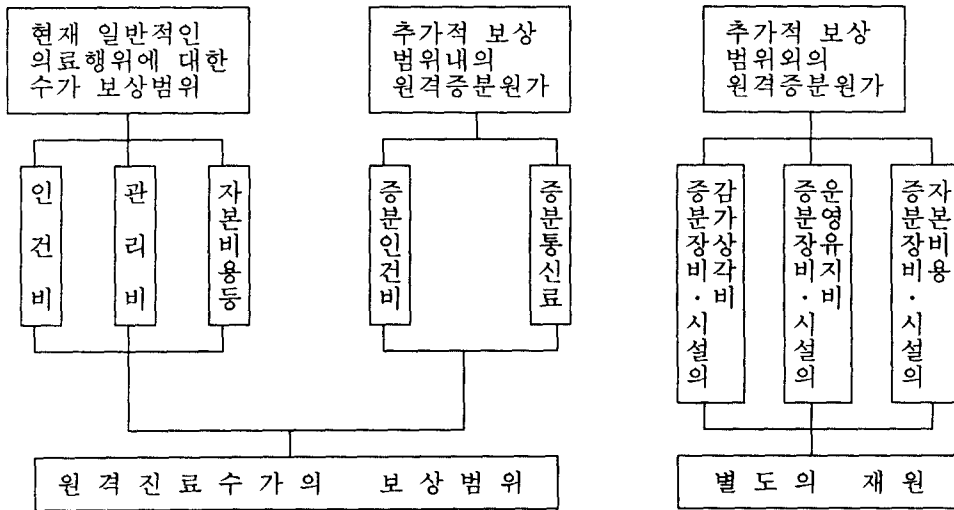 현재 일반적인
의료행위에 대한
수가 보상범위
추가적 보상
범위내의
원격증분원가
추가적 보상
범위외의
원격증분원가
인건비
관리비
자본비용등
증분인건비
증분통신료
증분장비·시설의
감가상각비
증분장비·시설의
운영유지비
증분장비·시설의
자본비용
원격진료수가의 보상범위
별도의 재원